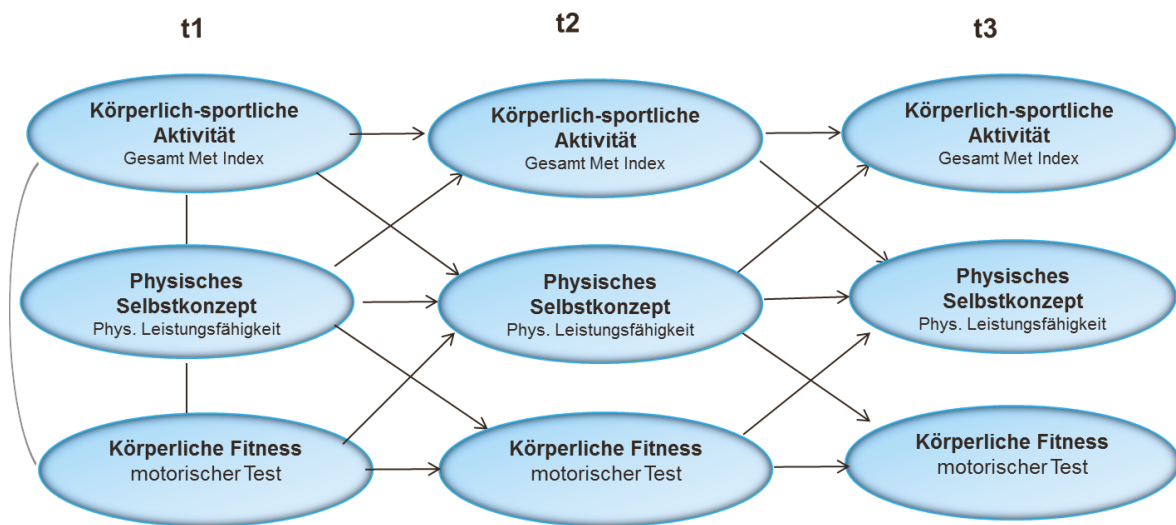 t1
t2
t3
Körperlich-sportliche
Aktivität
Gesamt Met Index
Körperlich-sportliche
Aktivität
Gesamt Met Index
Körperlich-sportliche
Aktivität
Gesamt Met Index
Physisches
Selbstkonzept
Phys. Leistungsfähigkeit
Physisches
Selbstkonzept
Phys. Leistungsfähigkeit
Physisches
Selbstkonzept
Phys. Leistungsfähigkeit
Körperliche Fitness
motorischer Test
Körperliche Fitness
motorischer Test
Körperliche Fitness
motorischer Test